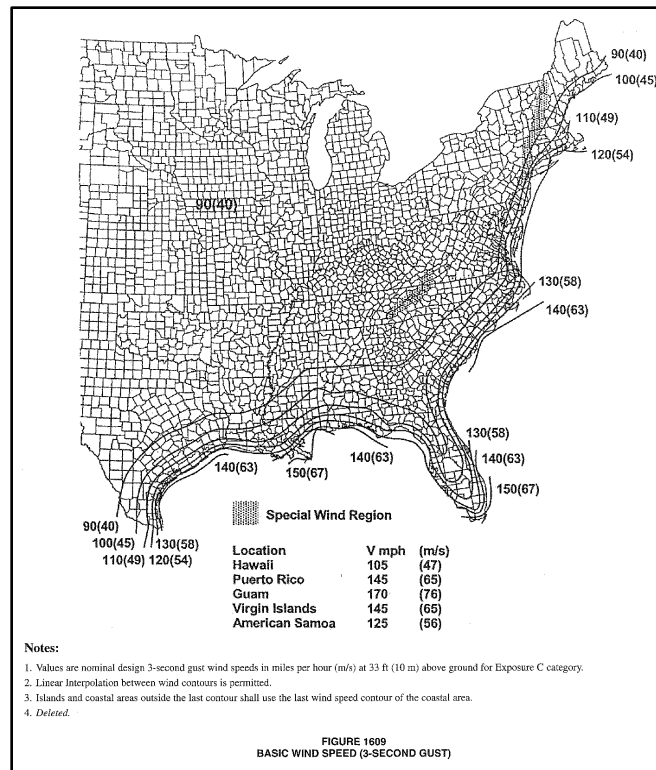 90(40)
100(45)
110(49)
120(54)
90(40)
130(58)
140(63)
130(58)
140(63)
150(67)
140(63)
150(67)
140(63)
90(40)
100(45)
130(58)
110(49)
120(54)
Special Wind Region
Location V mph (m/s)
Hawaii 105 (47)
Puerto Rico 145 (65)
Guam 170 (76)
Virgin Islands 145 (65)
American Samoa 125 (56)
Notes:
1. Values are nominal design 3-second gust wind speeds in miles per hour (m/s) at 33 ft (10 m) above ground for Exposure C category.
2. Linear Interpolation between wind contours is permitted.
3. Islands and coastal areas outside the last contour shall use the last wind speed contour of the coastal area.
4. Deleted.
FIGURE 1609
BASIC WIND SPEED (3-SECOND GUST)